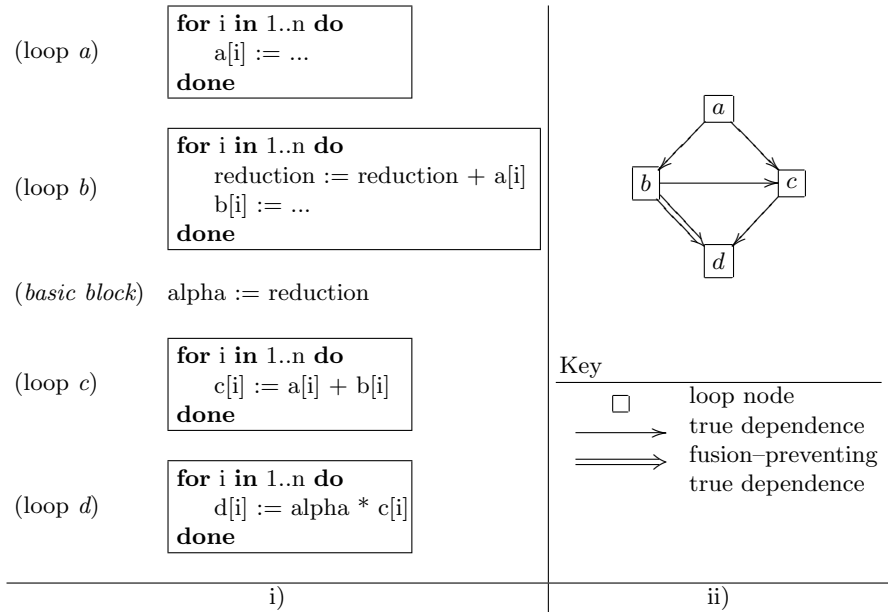 for i in 1..n do
(loop a) a[i] := ...
done
for i in 1..n do
(loop b) reduction := reduction + a[i]
b[i] := ...
done
(basic block) alpha := reduction
for i in 1..n do
(loop c) c[i] := a[i] + b[i]
done
for i in 1..n do
(loop d) d[i] := alpha * c[i]
done
i)
a
b c
d
Key
loop node
true dependence
fusion–preventing
true dependence
ii)